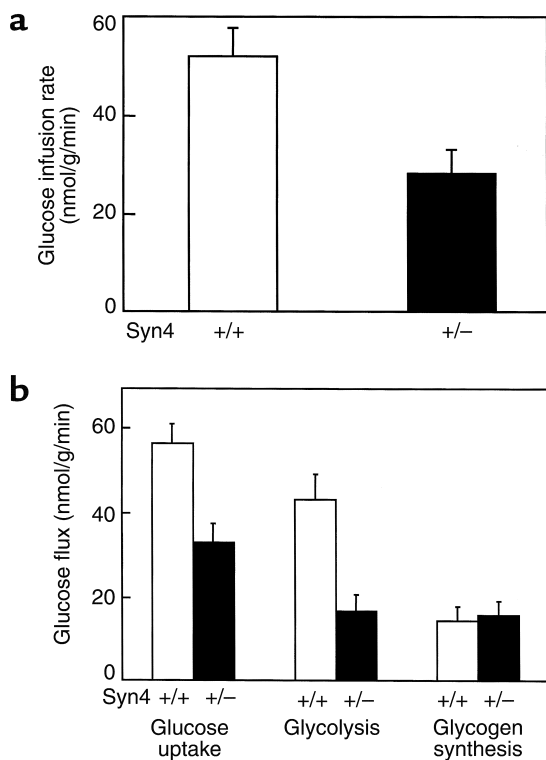 a
Glucose infusion rate
(nmol/g/min)
60
40
20
0
Syn4 +/+ +/–
b
Glucose flux (nmol/g/min)
60
40
20
0
Syn4 +/+ +/– +/+ +/– +/+ +/–
Glucose Glycolysis Glycogen
uptake synthesis